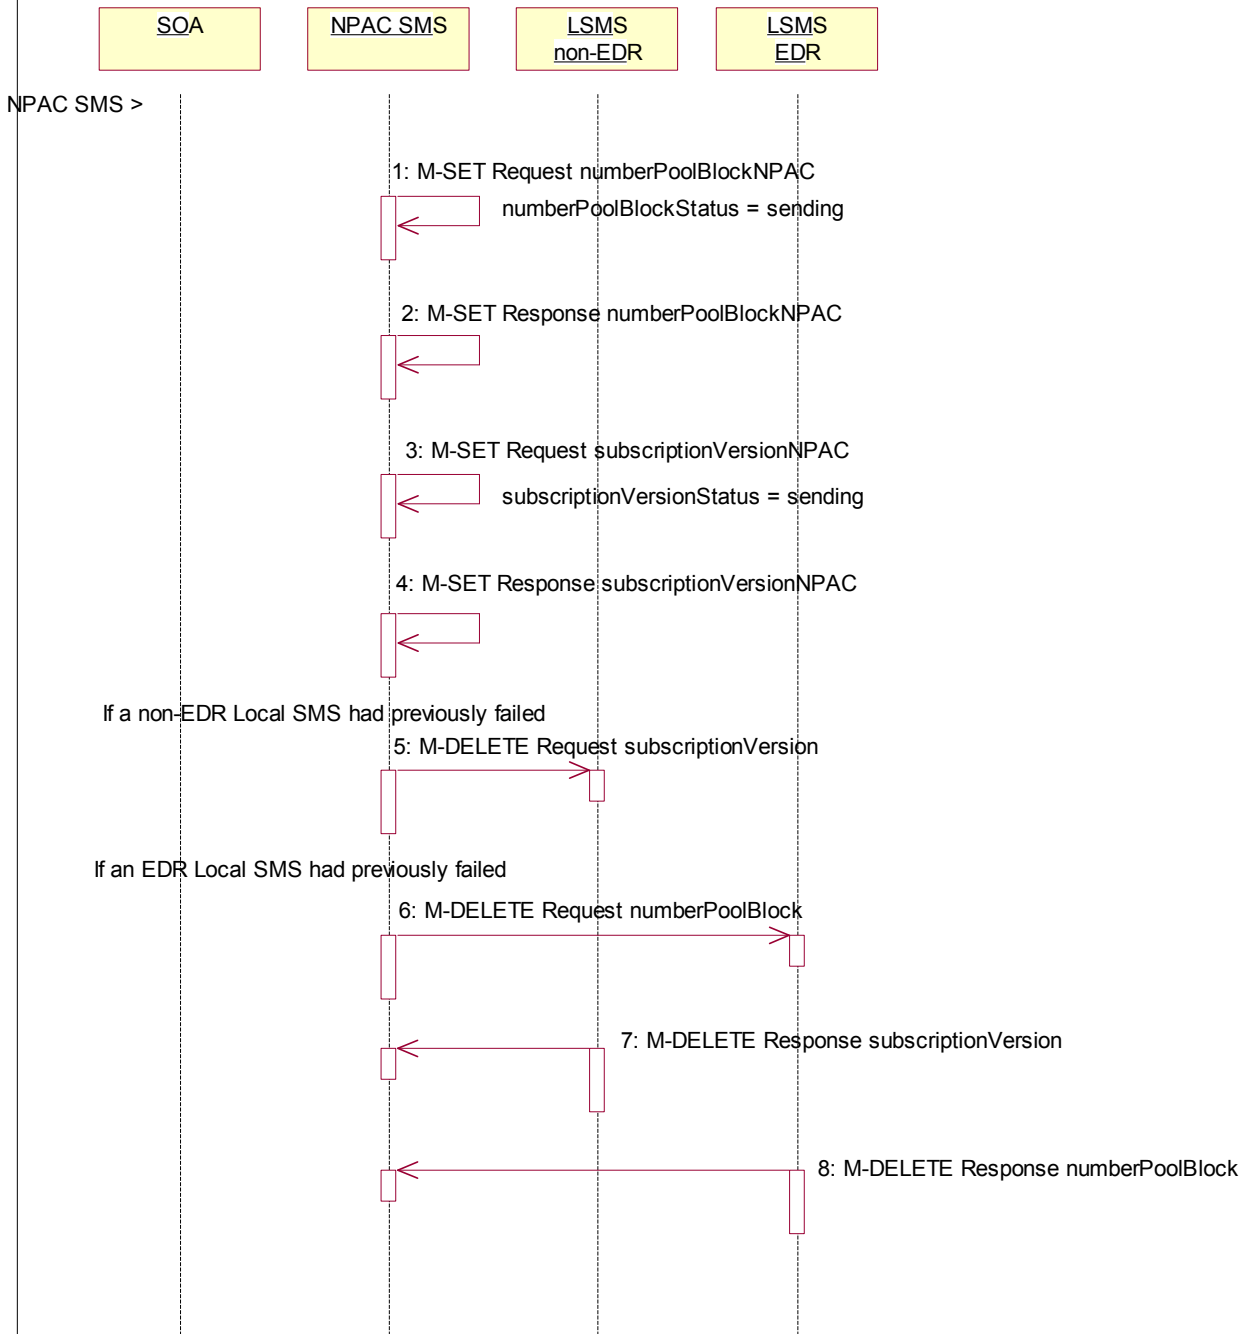 SOA
NPAC SMS
LSMS
non-EDR
LSMS
EDR
NPAC SMS >
1: M-SET Request numberPoolBlockNPAC
numberPoolBlockStatus = sending
2: M-SET Response numberPoolBlockNPAC
3: M-SET Request subscriptionVersionNPAC
subscriptionVersionStatus = sending
4: M-SET Response subscriptionVersionNPAC
If a non-EDR Local SMS had previously failed
5: M-DELETE Request subscriptionVersion
If an EDR Local SMS had previously failed
6: M-DELETE Request numberPoolBlock
7: M-DELETE Response subscriptionVersion
8: M-DELETE Response numberPoolBlock